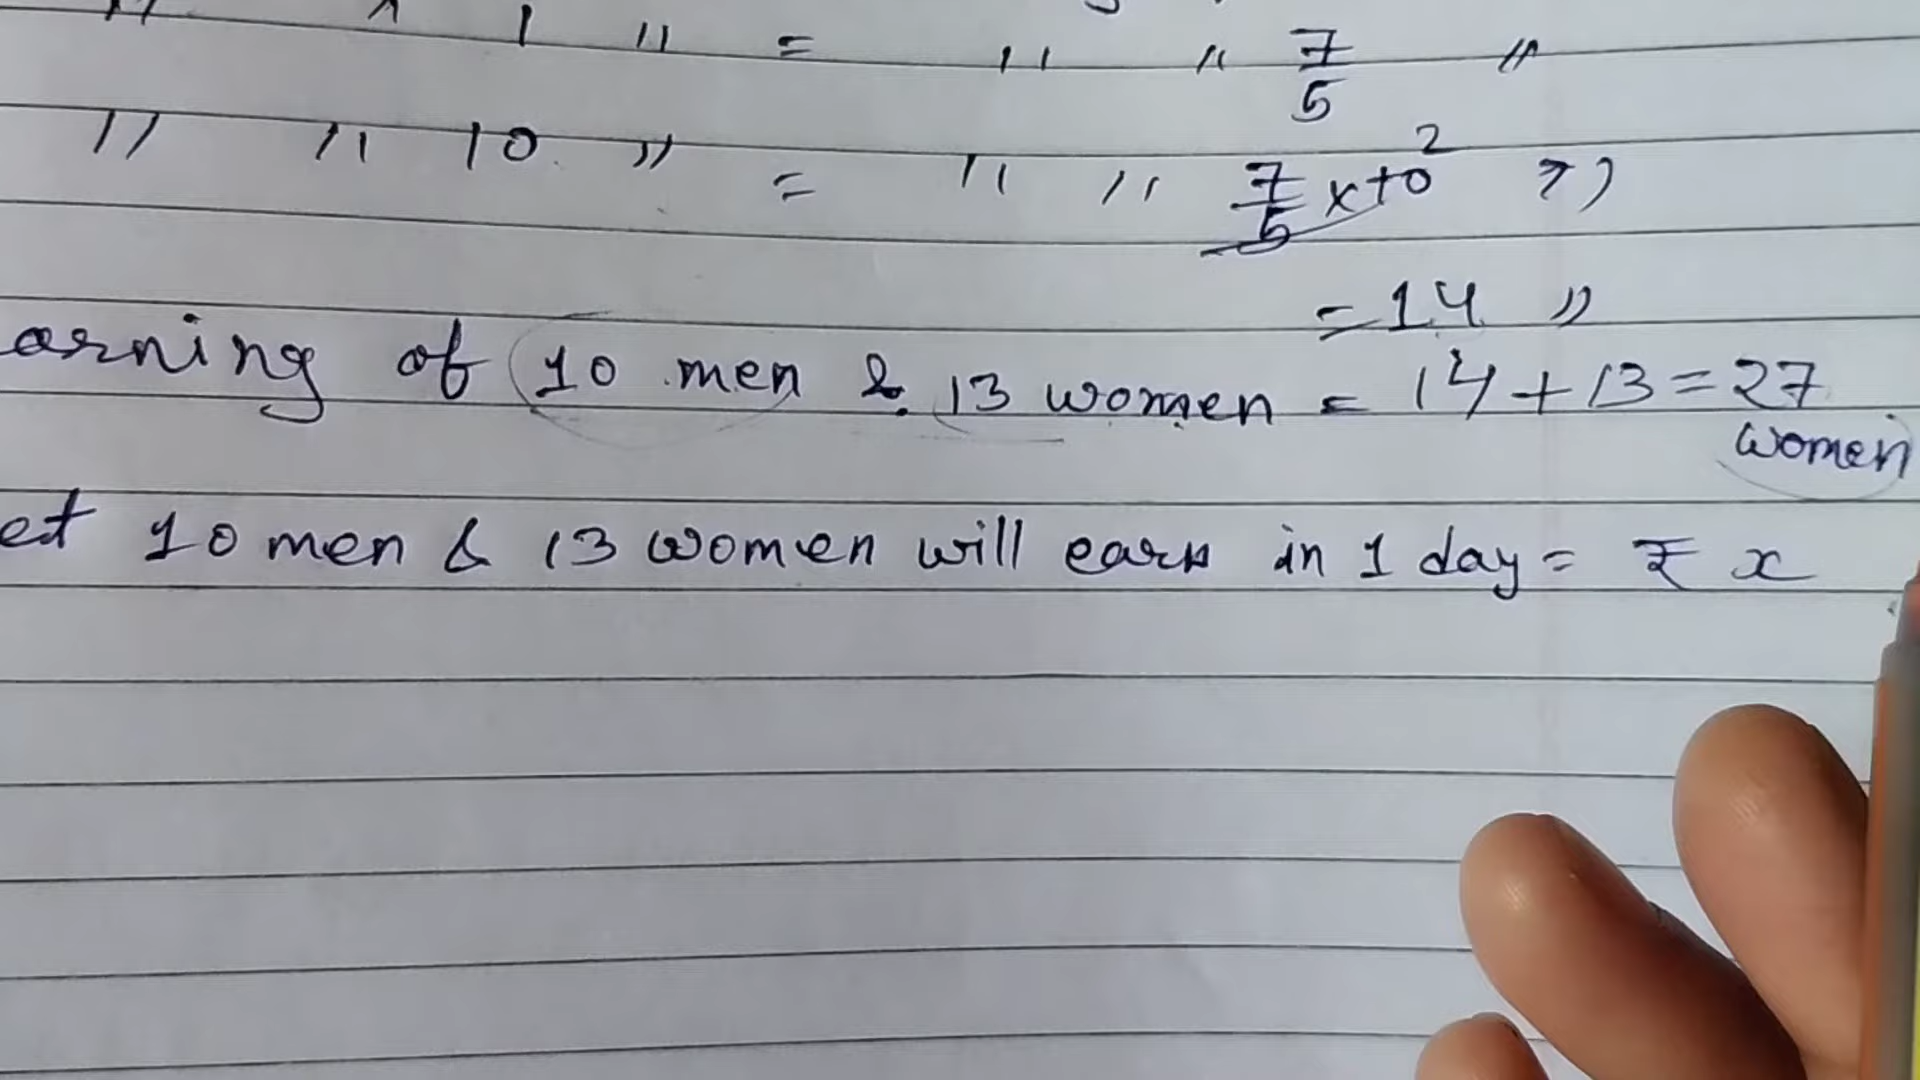 " " 1 " = " " 7/5 "
" " 10 " = " " 7/5 x 10 2 "
= 14 "
arning of 10 men & 13 women = 14 + 13 = 27 women
et 10 men & 13 women will earn in 1 day = ₹ x